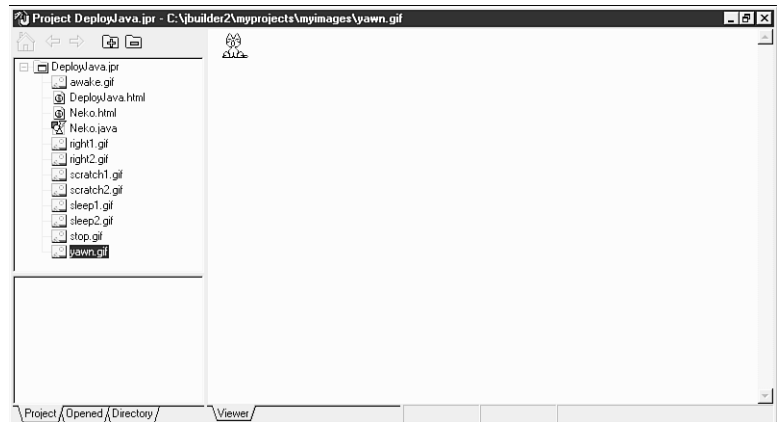 Project DeployJava.jpr - C:\jbuilder2\myprojects\myimages\yawn.gif
DeployJava.jpr
awake.gif
DeployJava.html
Neko.html
Neko.java
right1.gif
right2.gif
scratch1.gif
scratch2.gif
sleep1.gif
sleep2.gif
stop.gif
yawn.gif
Project Opened Directory Viewer